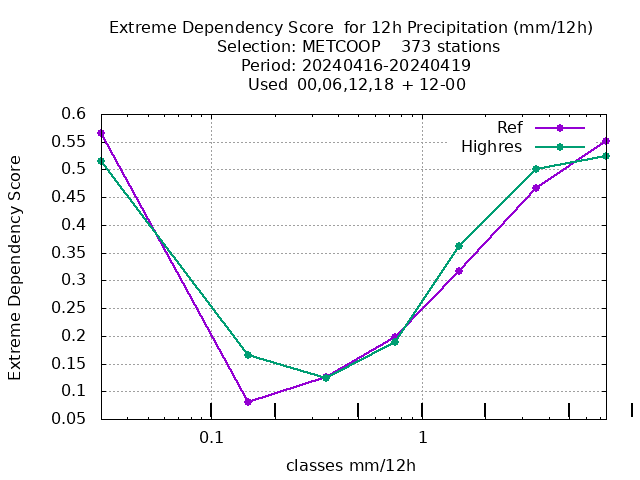 Extreme Dependency Score  for 12h Precipitation (mm/12h)
Selection: METCOOP    373 stations
Period: 20240416-20240419
Used  00,06,12,18  + 12-00
Ref
Highres
0.6
0.55
0.5
0.45
0.4
0.35
0.3
0.25
0.2
0.15
0.1
0.05
Extreme Dependency Score
0.1
1
classes mm/12h